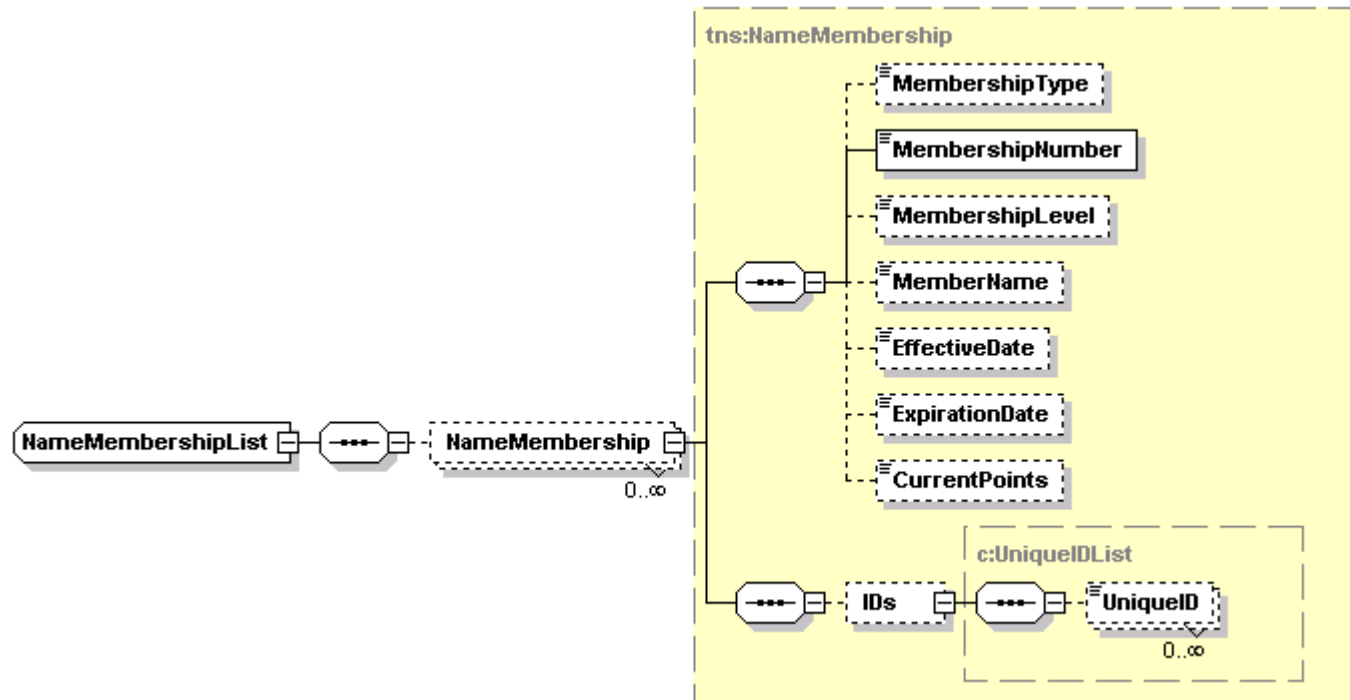 tns:NameMembership
MembershipType
MembershipNumber
MembershipLevel
MemberName
EffectiveDate
ExpirationDate
NameMembershipList
NameMembership
0..∞
CurrentPoints
c:UniqueIDList
IDs
UniqueID
0..∞